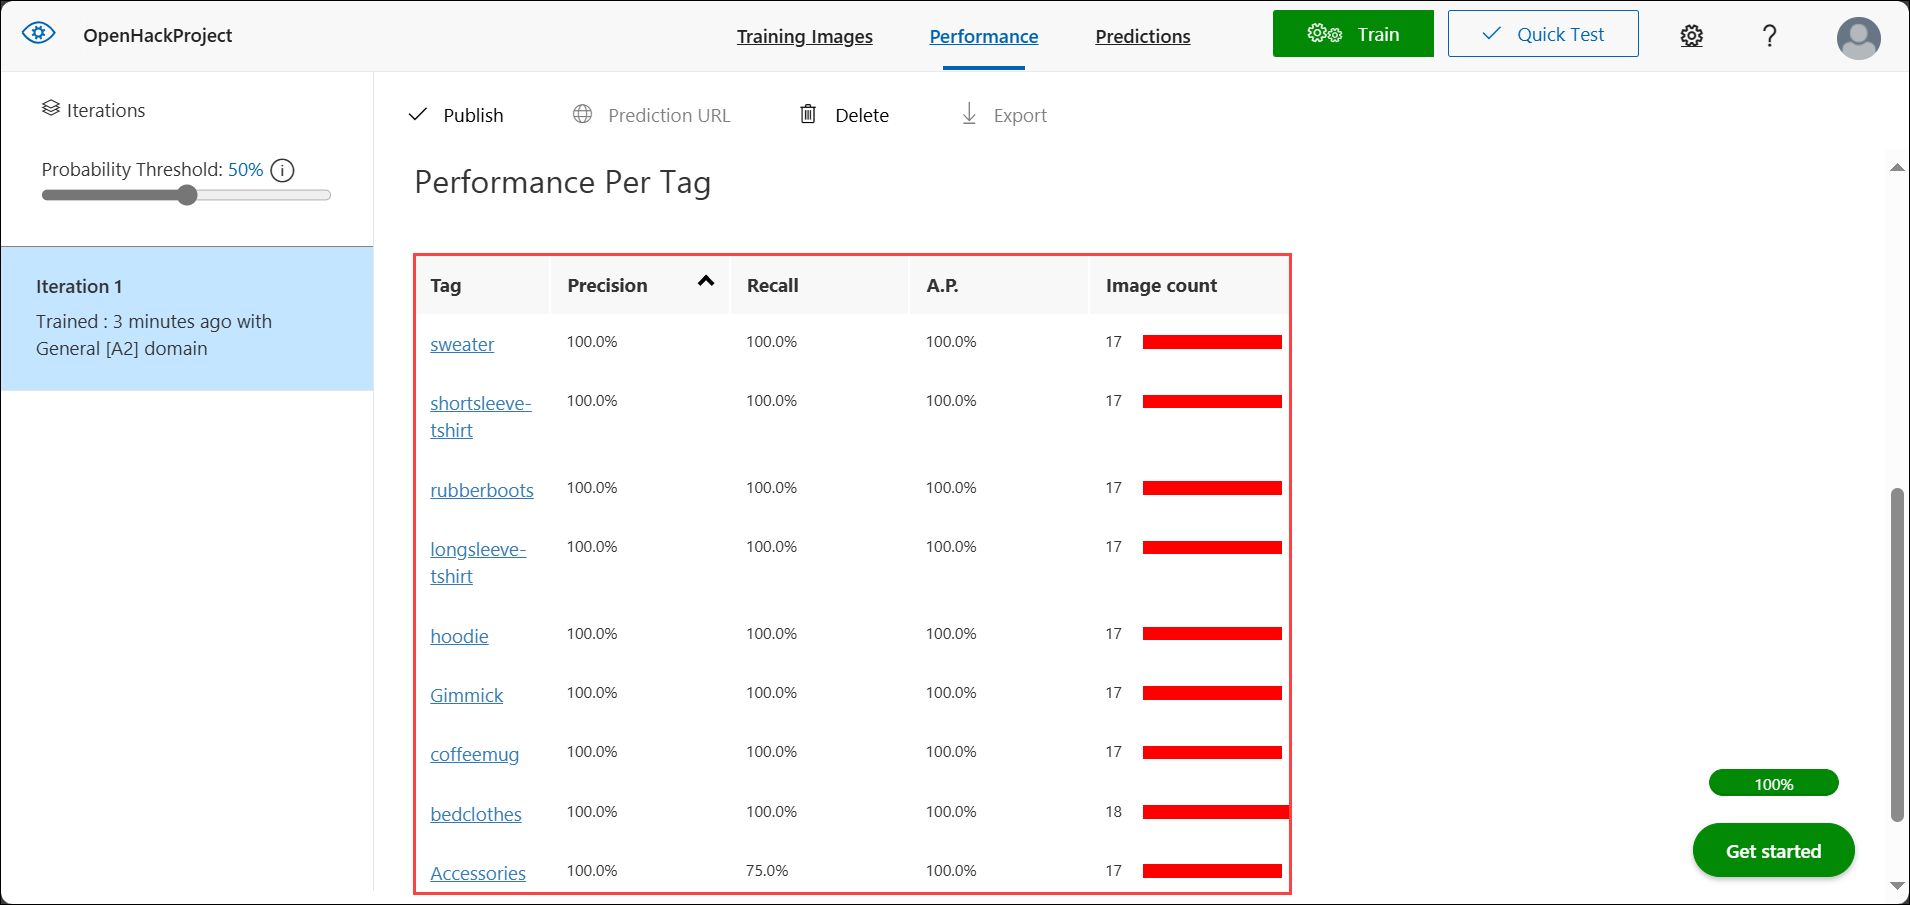 OpenHackProject
Training Images
Performance
Predictions
Train
Quick Test
?
Iterations
Probability Threshold: 50%
Iteration 1
Trained : 3 minutes ago with
General [A2] domain
Publish
Prediction URL
Delete
Export
Performance Per Tag
Tag Precision Recall A.P. Image count
sweater 100.0% 100.0% 100.0% 17
shortsleeve- 100.0% 100.0% 100.0% 17
tshirt
rubberboots 100.0% 100.0% 100.0% 17
longsleeve- 100.0% 100.0% 100.0% 17
tshirt
hoodie 100.0% 100.0% 100.0% 17
Gimmick 100.0% 100.0% 100.0% 17
coffeemug 100.0% 100.0% 100.0% 17
bedclothes 100.0% 100.0% 100.0% 18
Accessories 100.0% 75.0% 100.0% 17
100%
Get started